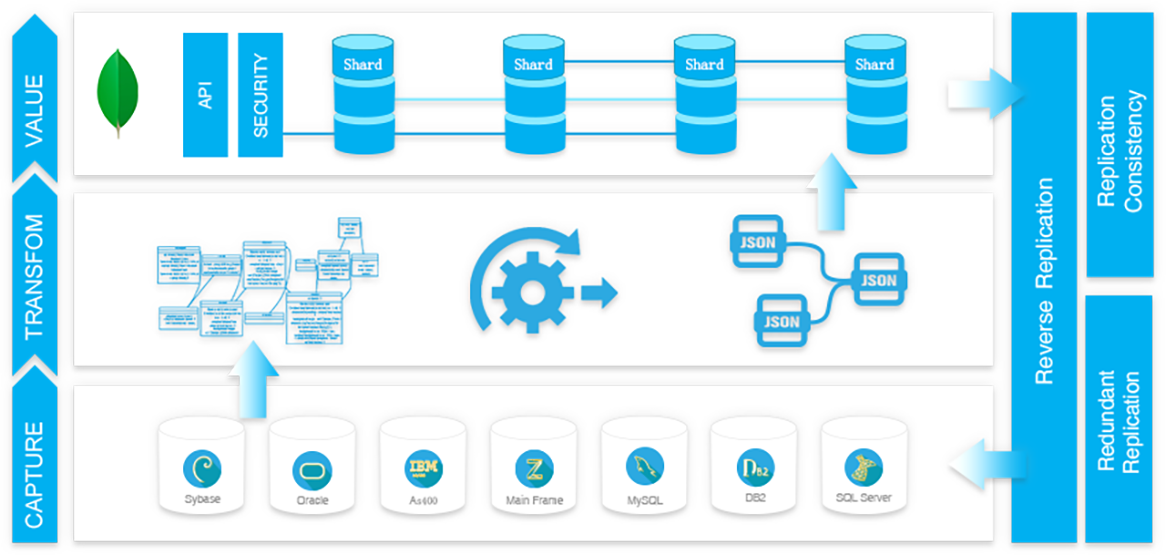 VALUE
API
SECURITY
Shard
Shard
Shard
Shard
TRANSFOM
JSON
JSON
JSON
CAPTURE
IBM
Z
DB2
Sybase
Oracle
As400
Main Frame
MySQL
DB2
SQL Server
Reverse Replication
Replication
Consistency
Redundant
Replication